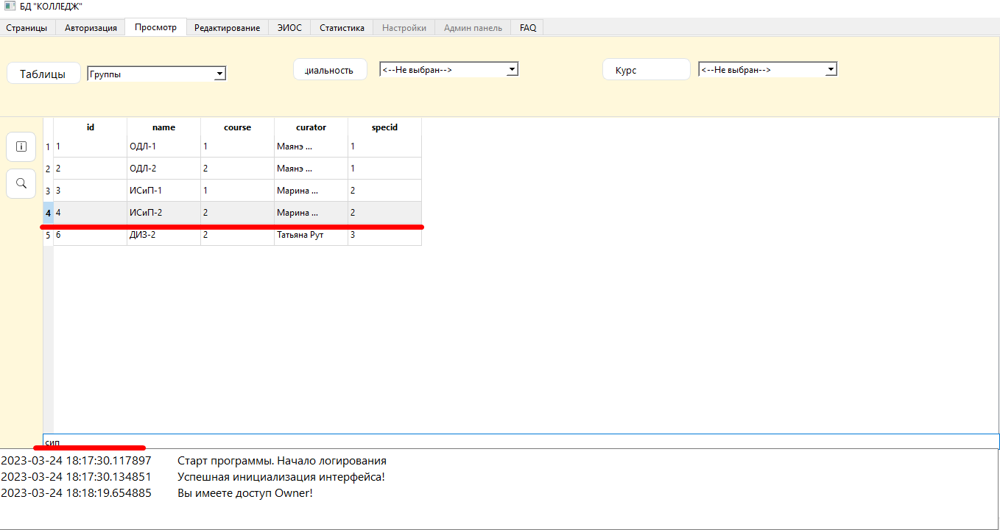 БД "КОЛЛЕДЖ"
Страницы Авторизация Просмотр Редактирование ЭИОС Статистика Настройки Админ панель FAQ
Таблицы Группы циальность <--Не выбран--> Курс <--Не выбран-->
id name course curator specid
1 1 ОДЛ-1 1 Маянэ ... 1
2 2 ОДЛ-2 2 Маянэ ... 1
3 3 ИСиП-1 1 Марина ... 2
4 4 ИСиП-2 2 Марина ... 2
5 6 ДИЗ-2 2 Татьяна Рут 3
сип
2023-03-24 18:17:30.117897 Старт программы. Начало логирования
2023-03-24 18:17:30.134851 Успешная инициализация интерфейса!
2023-03-24 18:18:19.654885 Вы имеете доступ Owner!